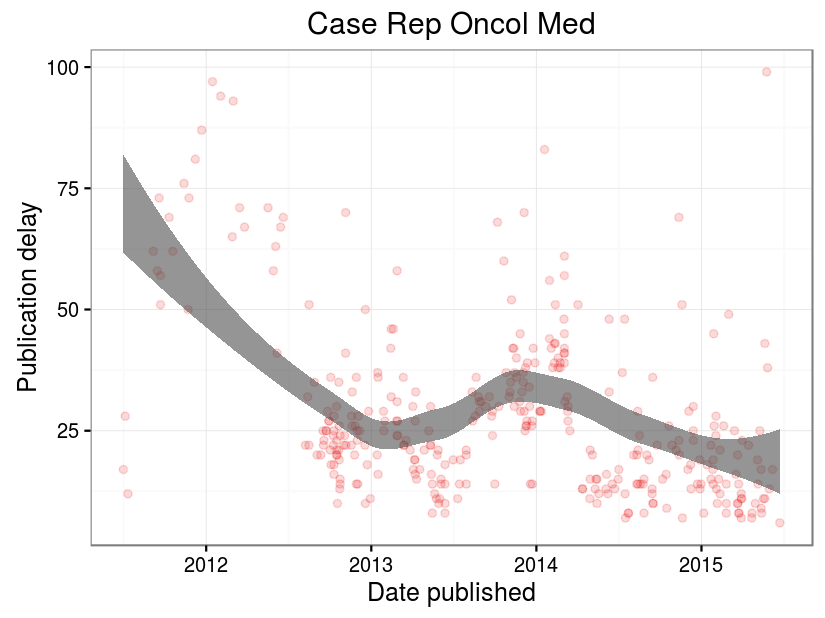 Case Rep Oncol Med
100
75
50
25
Publication delay
2012 2013 2014 2015
Date published